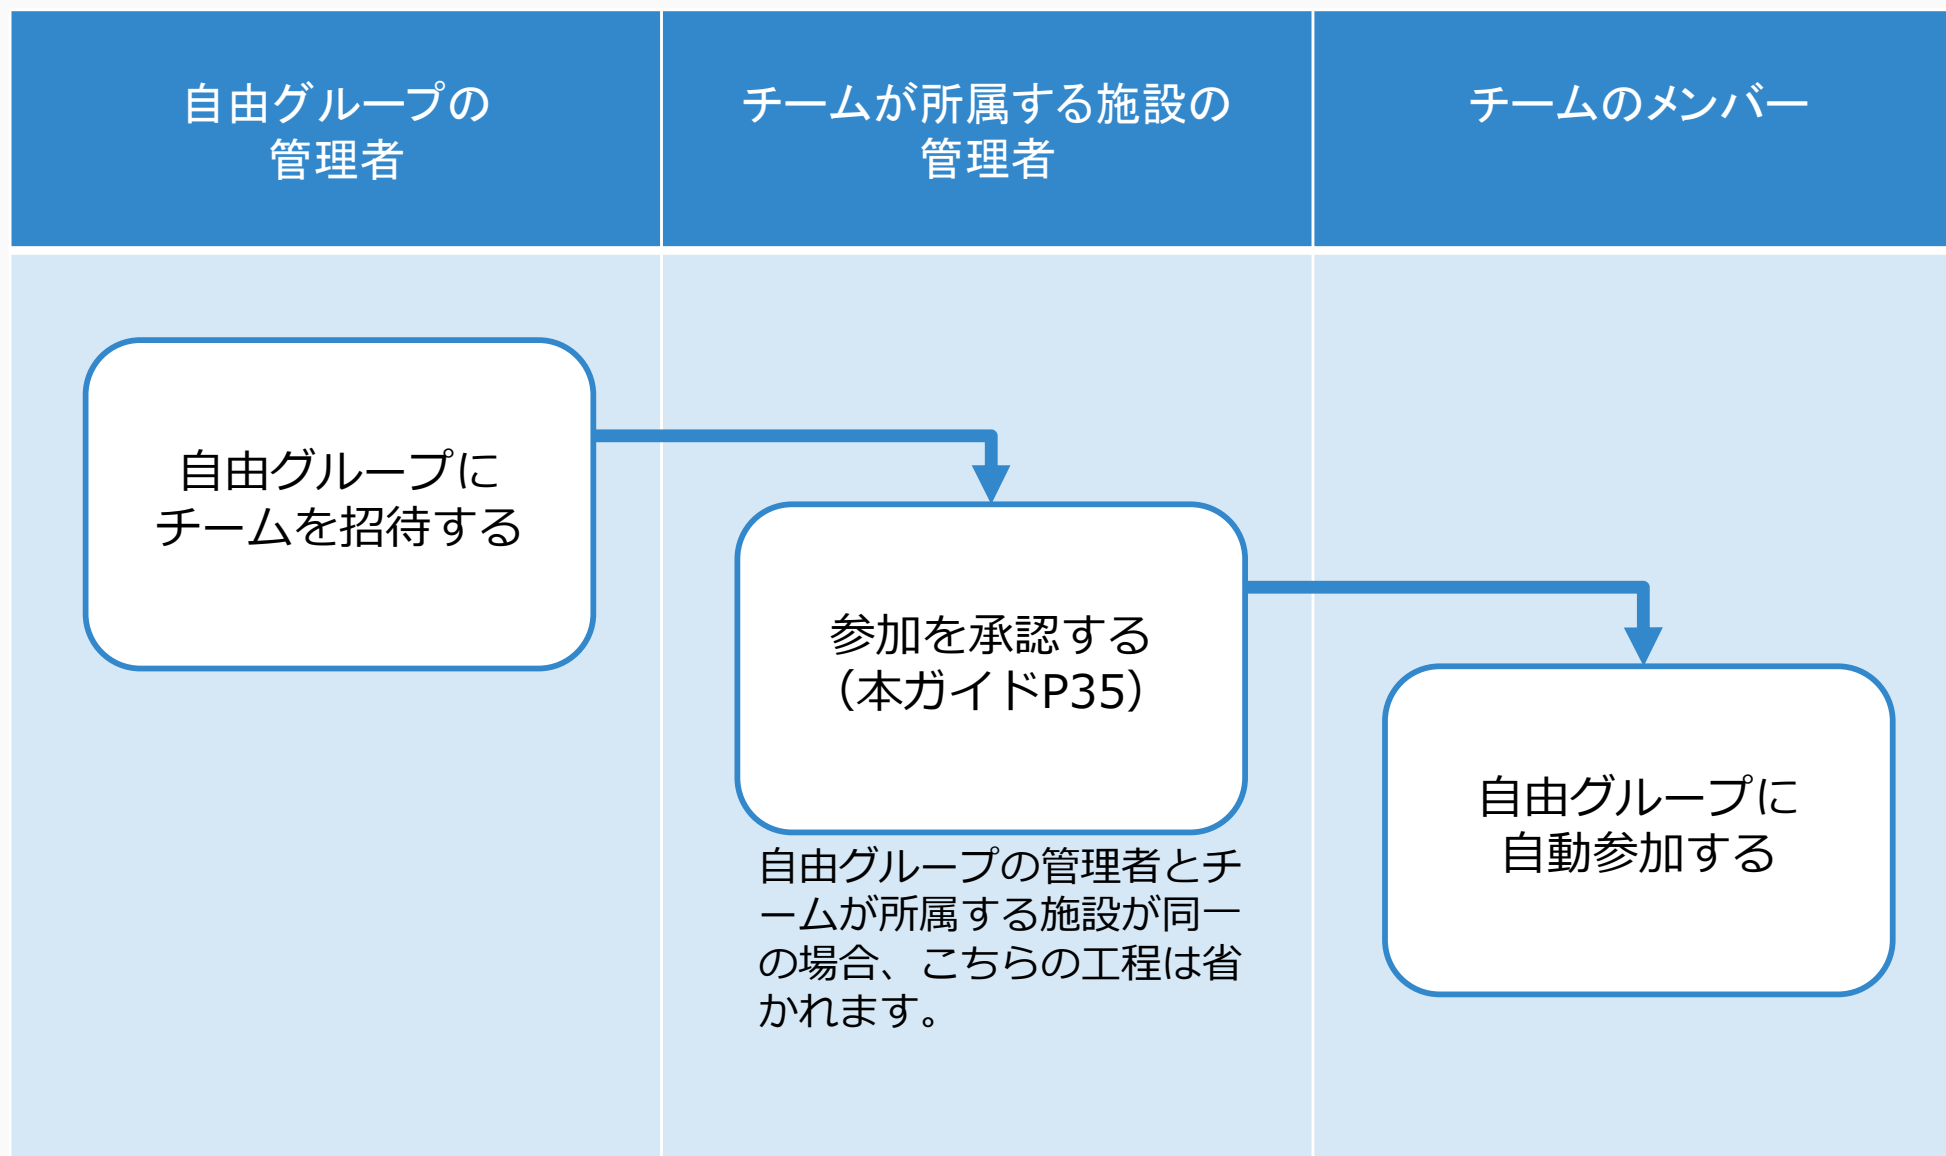 自由グループの
管理者
チームが所属する施設の
管理者
チームのメンバー
自由グループに
チームを招待する
参加を承認する
（本ガイドP35）
自由グループの管理者とチ
ームが所属する施設が同一
の場合、こちらの工程は省
かれます。
自由グループに
自動参加する